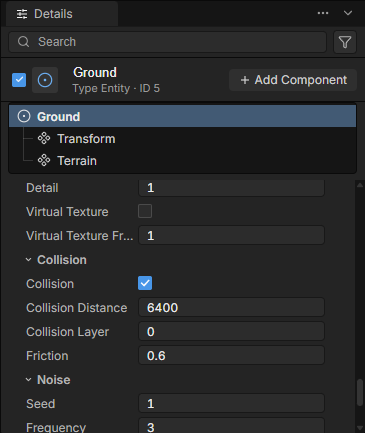 Details
Search
Ground
Type Entity · ID 5
+ Add Component
Ground
Transform
Terrain
Detail 1
Virtual Texture
Virtual Texture Fr... 1
Collision
Collision
Collision Distance 6400
Collision Layer 0
Friction 0.6
Noise
Seed 1
Frequency 3